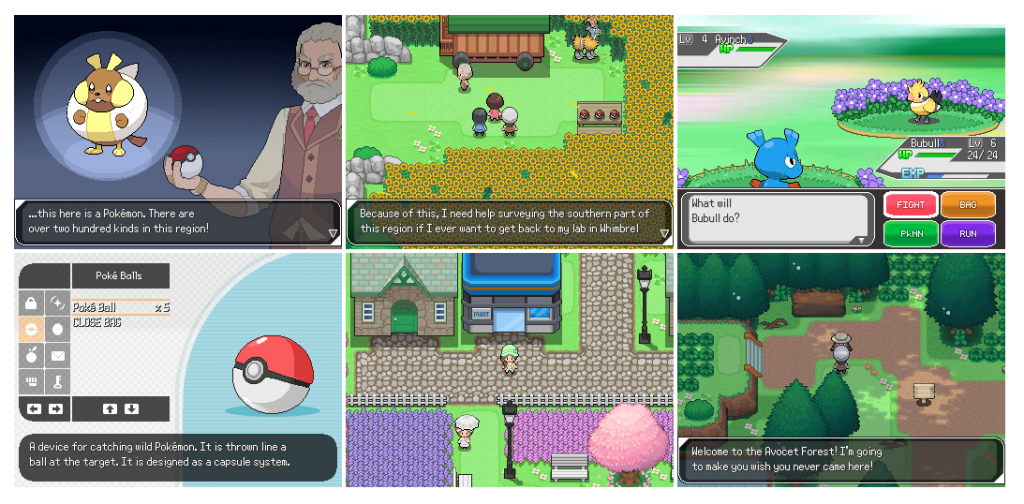 ...this here is a Pokémon. There are
over two hundred kinds in this region!
Because of this, I need help surveying the southern part of
this region if I ever want to get back to my lab in Whimbrel
Lv. 4 Avinch
HP
Bubull Lv. 6
HP 24/24
EXP
What will
Bubull do?
FIGHT BAG
PKMN RUN
Poké Balls
Poké Ball x 5
CLOSE BAG
A device for catching wild Pokémon. It is thrown line a
ball at the target. It is designed as a capsule system.
MART
Welcome to the Avocet Forest! I'm going
to make you wish you never came here!